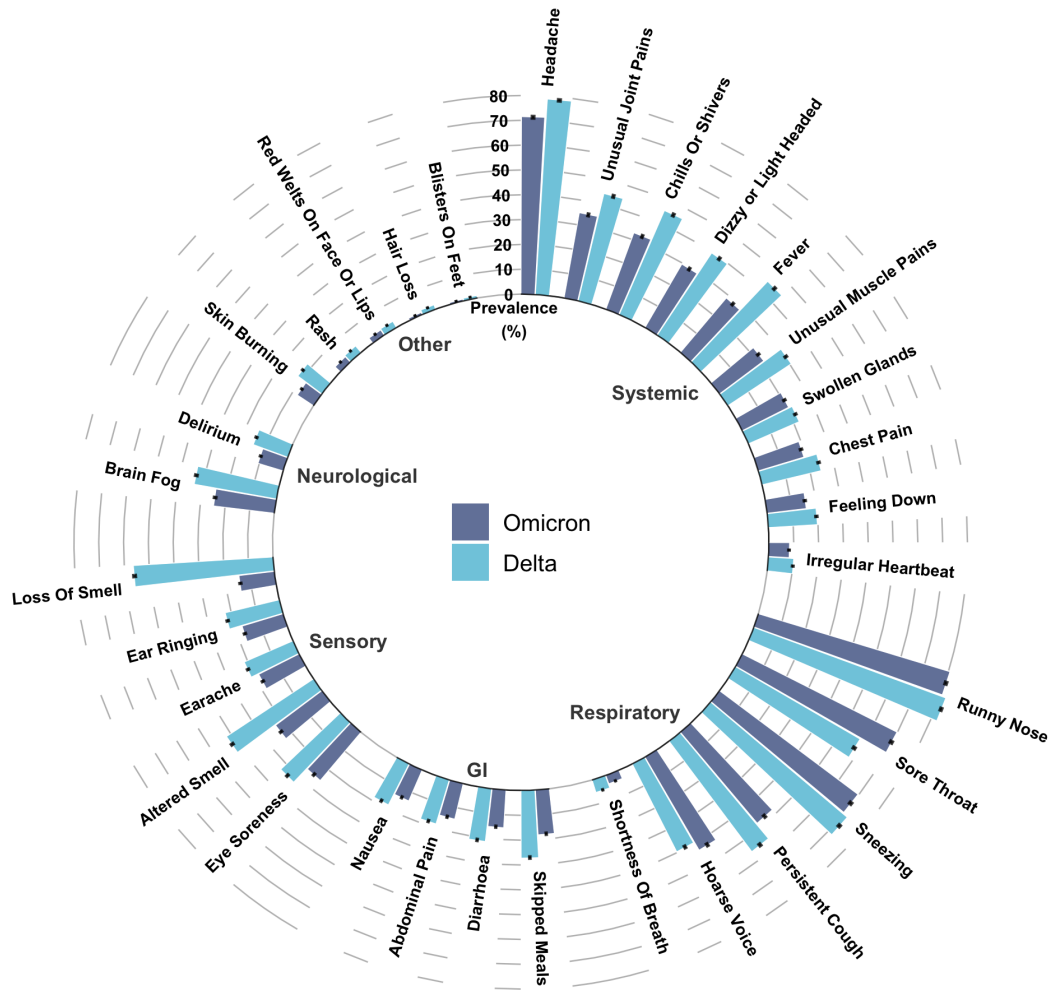 Headache
Unusual Joint Pains
Chills Or Shivers
Dizzy or Light Headed
Fever
Unusual Muscle Pains
Swollen Glands
Chest Pain
Feeling Down
Irregular Heartbeat
Runny Nose
Sore Throat
Sneezing
Persistent Cough
Hoarse Voice
Shortness Of Breath
Skipped Meals
Diarrhoea
Abdominal Pain
Nausea
Eye Soreness
Altered Smell
Earache
Ear Ringing
Loss Of Smell
Brain Fog
Delirium
Skin Burning
Rash
Red Welts On Face Or Lips
Hair Loss
Blisters On Feet
80
70
60
50
40
30
20
10
0
Prevalence
(%)
Other
Systemic
Neurological
Omicron
Delta
Sensory
Respiratory
GI